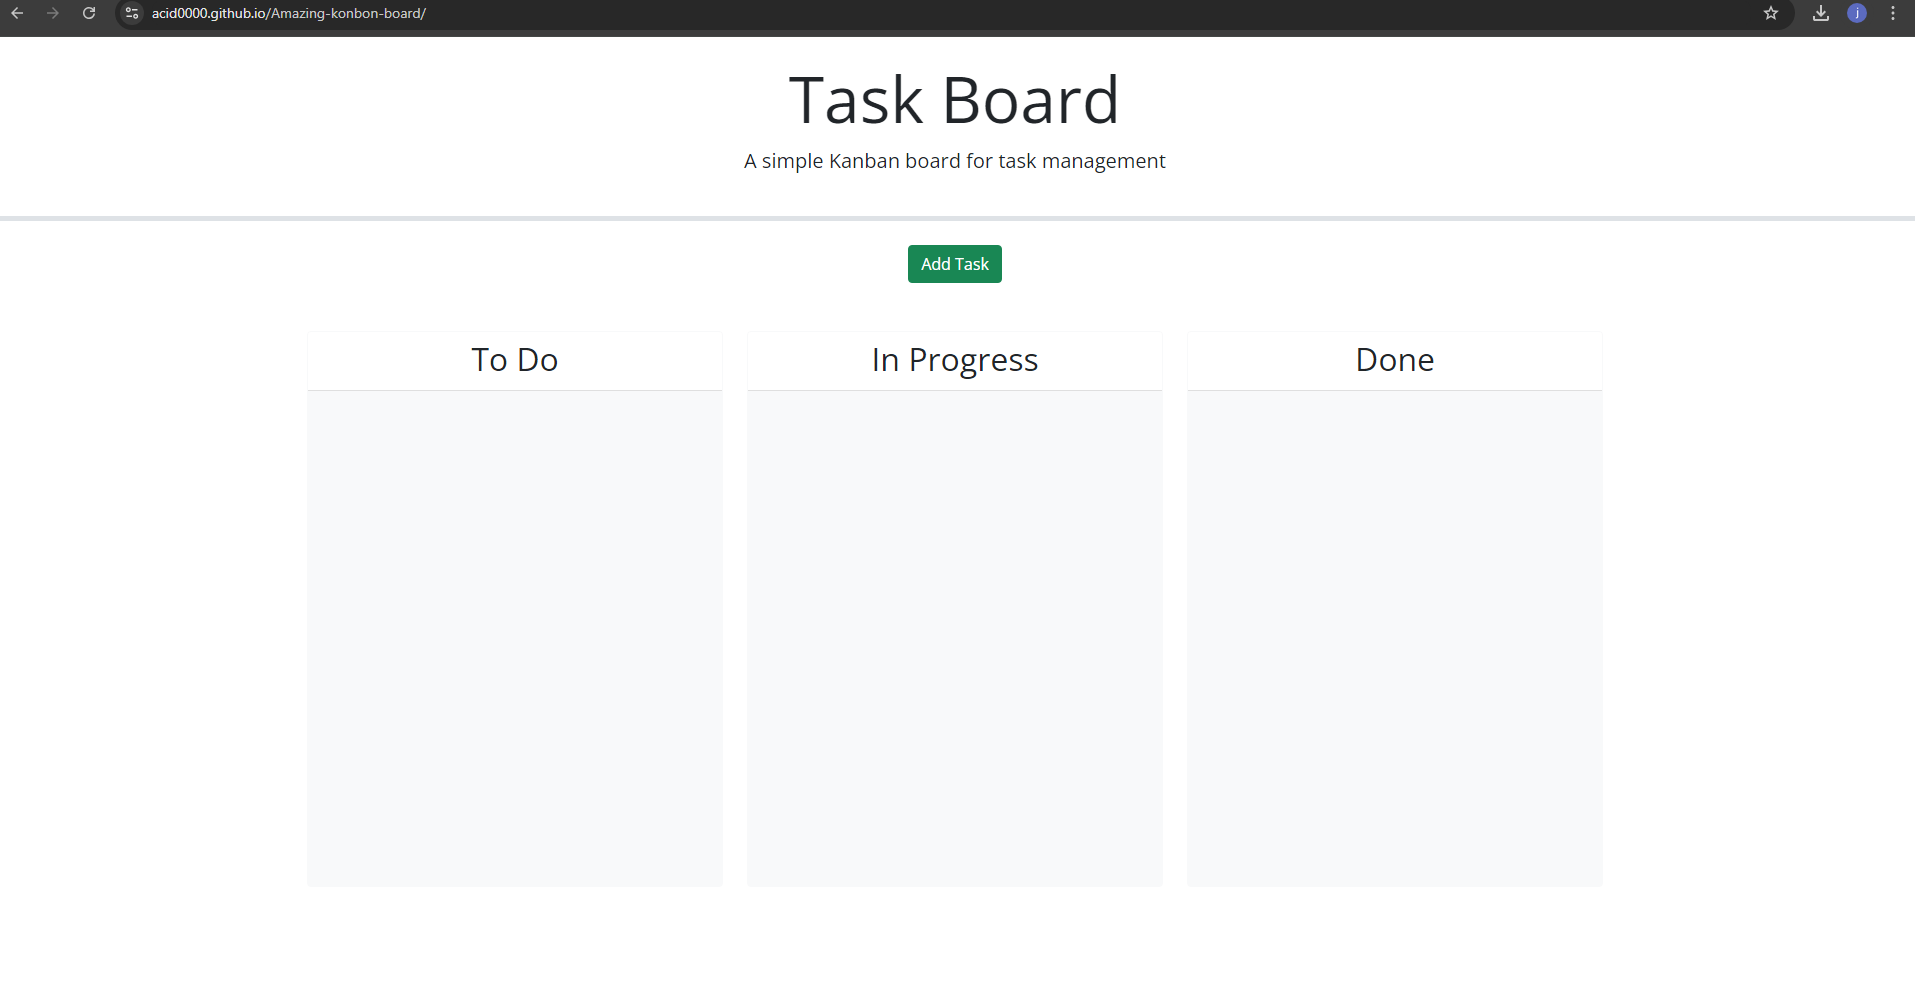 acid0000.github.io/Amazing-konbon-board/
j
Task Board
A simple Kanban board for task management
Add Task
To Do
In Progress
Done